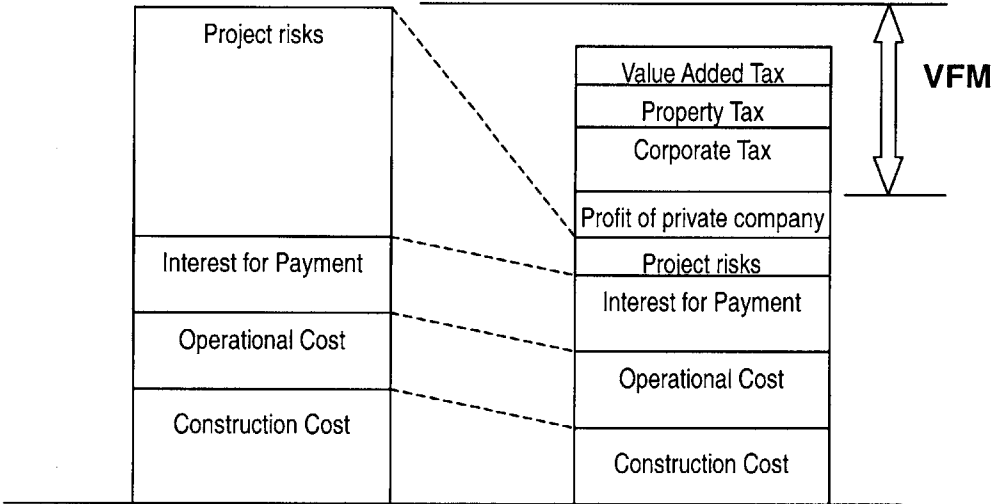 Project risks
Interest for Payment
Operational Cost
Construction Cost
Value Added Tax
Property Tax
Corporate Tax
Profit of private company
Project risks
Interest for Payment
Operational Cost
Construction Cost
VFM